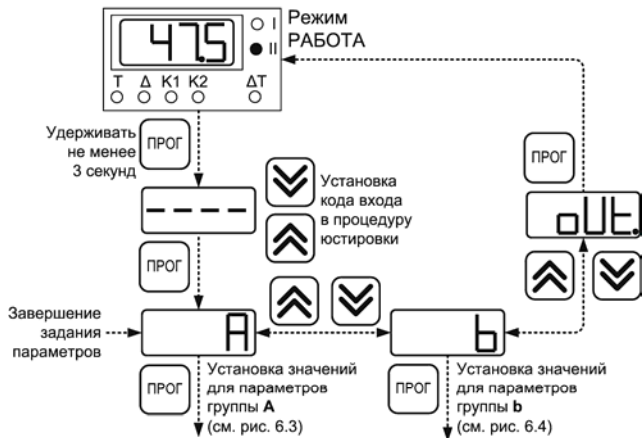 47.5
I
II
Режим
РАБОТА
T Δ K1 K2 ΔT
Удерживать
не менее
3 секунд
ПРОГ
----
Установка
кода входа
в процедуру
юстировки
ПРОГ
ПРОГ
oUt.
Завершение
задания
параметров
A
b
ПРОГ
Установка значений
для параметров
группы A
(см. рис. 6.3)
ПРОГ
Установка значений
для параметров
группы b
(см. рис. 6.4)